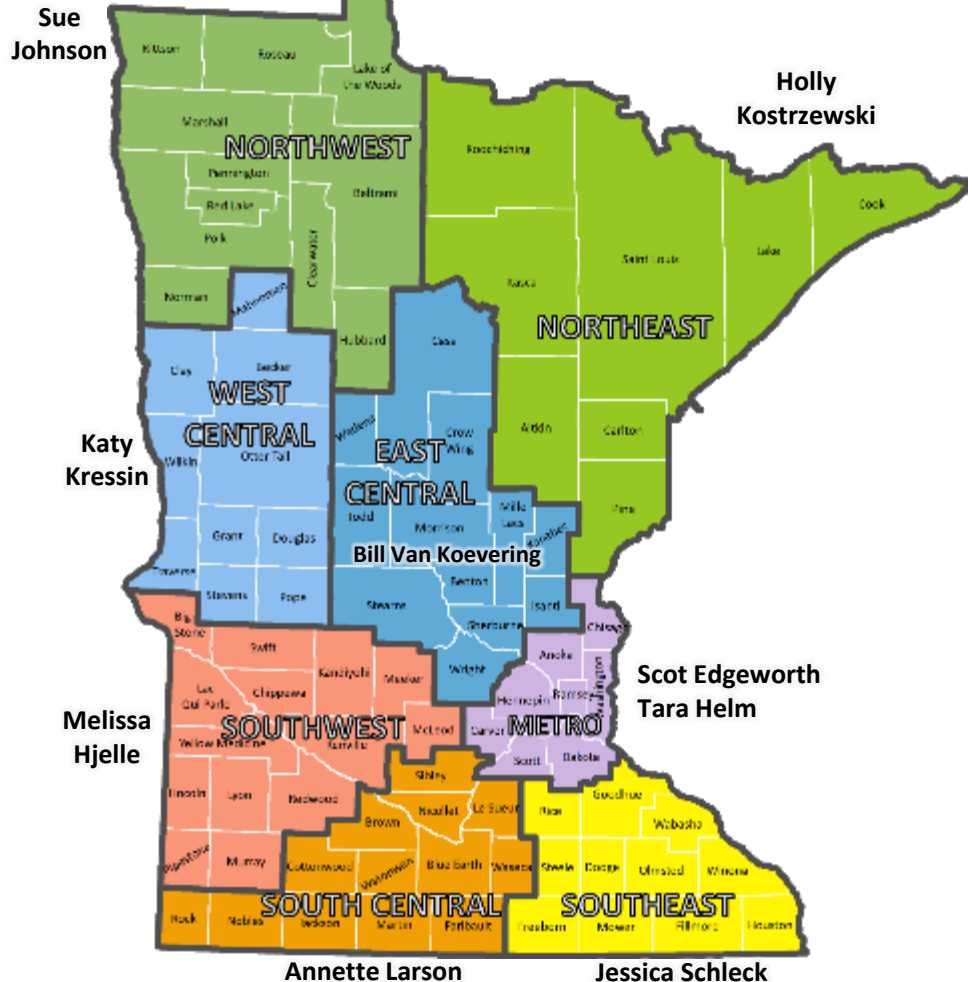 Sue
Johnson
Kittson
Roseau
Lake of
the Woods
Holly
Kostrzewski
Marshall
NORTHWEST
Koochiching
Pennington
Beltrami
Red Lake
Cook
Polk
Clearwater
Saint Louis
Lake
Itasca
Norman
Mahnomen
NORTHEAST
Hubbard
Cass
Clay
Becker
WEST
CENTRAL
Wadena
Crow
Wing
Aitkin
Carlton
Katy
Kressin
Otter Tail
EAST
CENTRAL
Wilkin
Mille
Lacs
Pine
Todd
Morrison
Kanabec
Grant
Douglas
Bill Van Koevering
Traverse
Benton
Stevens
Pope
Stearns
Isanti
Sherburne
Chisago
Big
Stone
Swift
Anoka
Kandiyohi
Meeker
Wright
Washington
Scot Edgeworth
Tara Helm
Lac
Qui Parle
Chippewa
Hennepin
Ramsey
Melissa
Hjelle
SOUTHWEST
McLeod
Carver
METRO
Yellow Medicine
Renville
Scott
Dakota
Sibley
Lincoln
Lyon
Redwood
Nicollet
Le Sueur
Rice
Goodhue
Brown
Wabasha
Pipestone
Murray
Cottonwood
Watonwan
Blue Earth
Waseca
Steele
Dodge
Olmsted
Winona
SOUTH CENTRAL
SOUTHEAST
Rock
Nobles
Jackson
Martin
Faribault
Freeborn
Mower
Fillmore
Houston
Annette Larson
Jessica Schleck